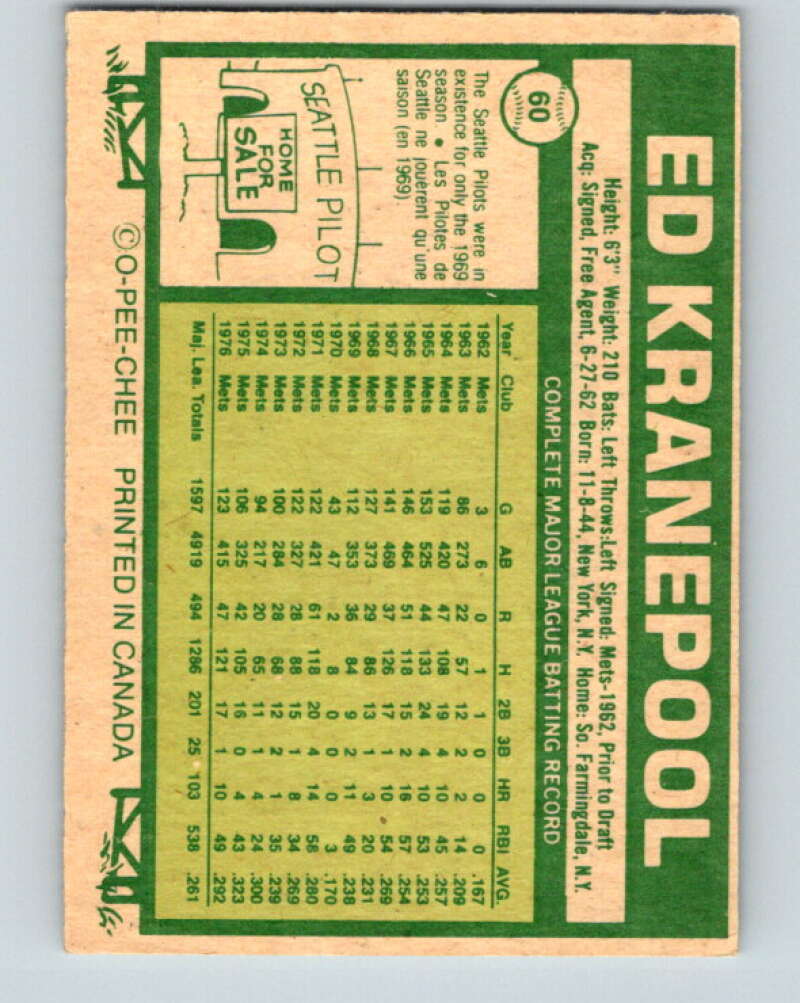 60
ED KRANEPOOL
Height: 6'3" Weight: 210 Bats: Left Throws: Left Signed: Mets-1962, Prior to Draft
Acq: Signed, Free Agent, 6-27-62 Born: 11-8-44, New York, N.Y. Home: So. Farmingdale, N.Y.
COMPLETE MAJOR LEAGUE BATTING RECORD
The Seattle Pilots were in
existence for only the 1969
season. • Les Pilotes de
Seattle ne jouèrent qu'une
saison (en 1969).
SEATTLE PILOT
HOME
FOR
SALE
Year Club G AB R H 2B 3B HR RBI AVG.
1962 Mets 3 6 0 1 1 0 0 0 .167
1963 Mets 86 273 22 57 12 2 2 14 .209
1964 Mets 119 420 47 108 19 4 10 45 .257
1965 Mets 153 525 44 133 24 4 10 53 .253
1966 Mets 146 464 51 118 15 2 16 57 .254
1967 Mets 141 469 37 126 17 1 10 54 .269
1968 Mets 127 373 29 86 13 1 3 20 .231
1969 Mets 112 353 36 84 9 2 11 49 .238
1970 Mets 43 47 2 8 0 0 0 3 .170
1971 Mets 122 421 61 118 20 4 14 58 .280
1972 Mets 122 327 28 88 15 1 8 34 .269
1973 Mets 100 284 28 68 12 2 1 35 .239
1974 Mets 94 217 20 65 11 1 4 24 .300
1975 Mets 106 325 42 105 16 0 4 43 .323
1976 Mets 123 415 47 121 17 1 10 49 .292
Maj. Lea. Totals 1597 4919 494 1286 201 25 103 538 .261
©O-PEE-CHEE PRINTED IN CANADA